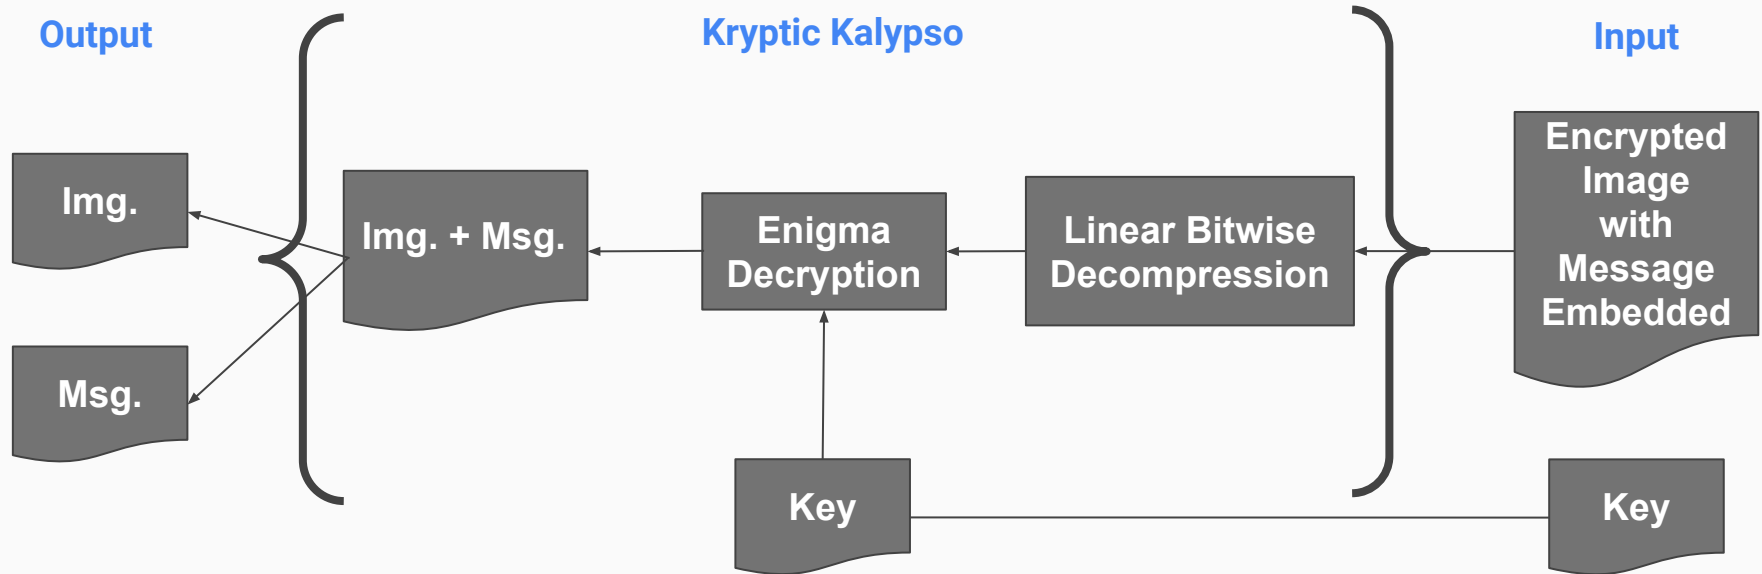 Output
Kryptic Kalypso
Input
Img.
Msg.
Img. + Msg.
Enigma
Decryption
Linear Bitwise
Decompression
Encrypted
Image
with
Message
Embedded
Key
Key